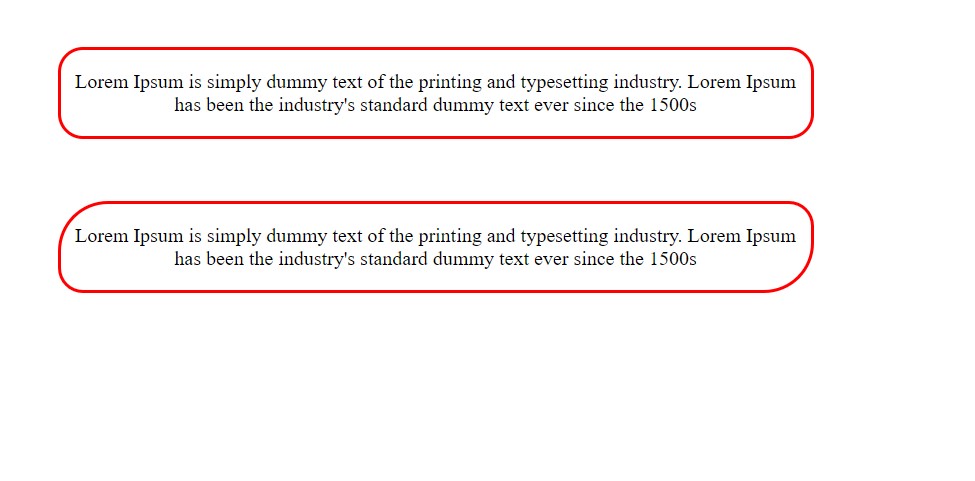 Lorem Ipsum is simply dummy text of the printing and typesetting industry. Lorem Ipsum
has been the industry's standard dummy text ever since the 1500s
Lorem Ipsum is simply dummy text of the printing and typesetting industry. Lorem Ipsum
has been the industry's standard dummy text ever since the 1500s